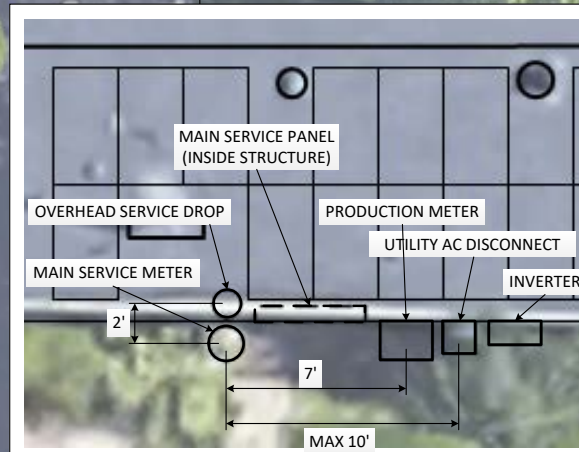 MAIN SERVICE PANEL
(INSIDE STRUCTURE)
OVERHEAD SERVICE DROP
PRODUCTION METER
UTILITY AC DISCONNECT
MAIN SERVICE METER
INVERTER
2'
7'
MAX 10'